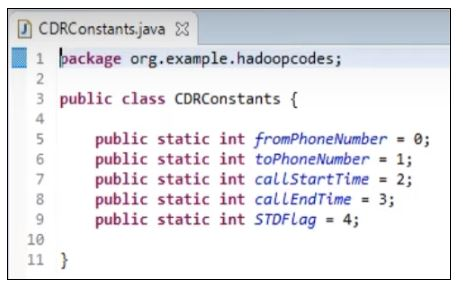 CDRConstants.java
1 package org.example.hadoopcodes;
2
3 public class CDRConstants {
4
5     public static int fromPhoneNumber = 0;
6     public static int toPhoneNumber = 1;
7     public static int callStartTime = 2;
8     public static int callEndTime = 3;
9     public static int STDFlag = 4;
10
11 }